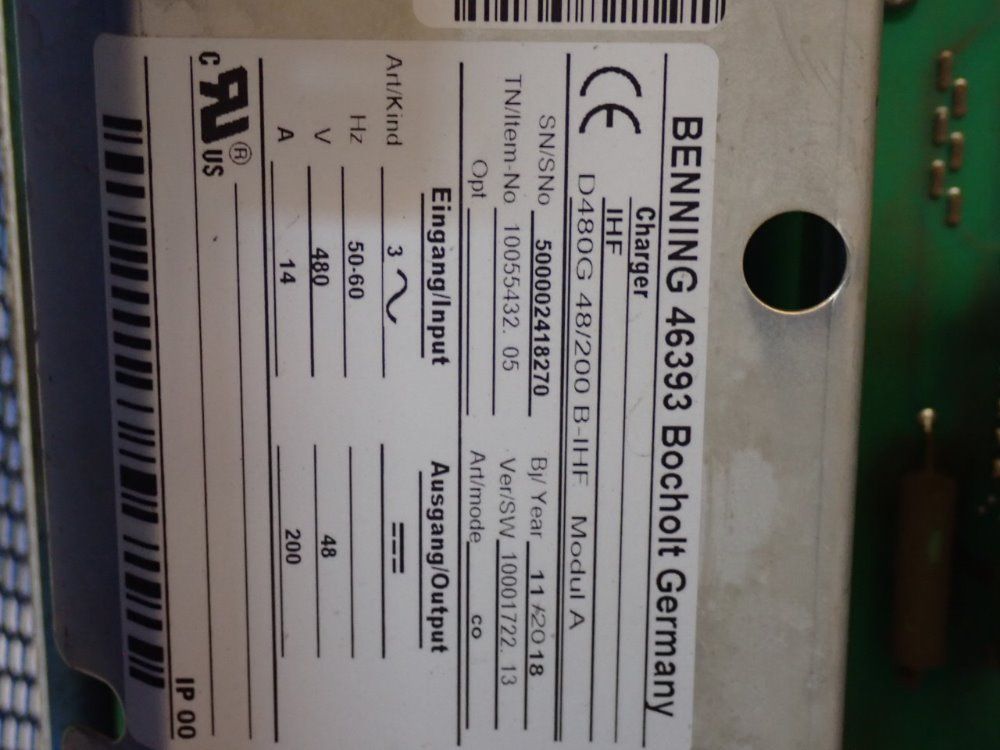 BENNING 46393 Bocholt Germany
Charger
IHF
CE D480G 48/200 B-IHF Modul A
SN/SNo 500002418270 Bj/Year 11/2018
TN/Item-No 10055432. 05 Ver/SW 10001722. 13
Opt Art/mode co
Eingang/Input Ausgang/Output
Art/Kind 3
Hz 50-60
V 480 48
A 14 200
C RU US ®
IP 00